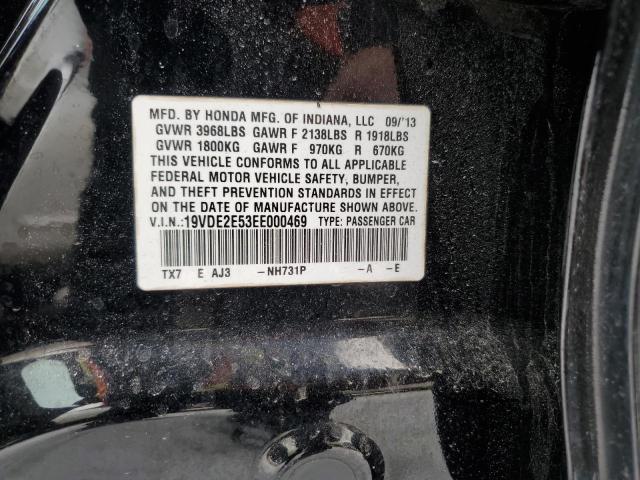 MFD. BY HONDA MFG. OF INDIANA, LLC 09/'13
GVWR 3968LBS GAWR F 2138LBS R 1918LBS
GVWR 1800KG GAWR F 970KG R 670KG
THIS VEHICLE CONFORMS TO ALL APPLICABLE
FEDERAL MOTOR VEHICLE SAFETY, BUMPER,
AND THEFT PREVENTION STANDARDS IN EFFECT
ON THE DATE OF MANUFACTURE SHOWN ABOVE.
V.I.N.:19VDE2E53EE000469 TYPE: PASSENGER CAR
TX7 E AJ3 -NH731P -A -E